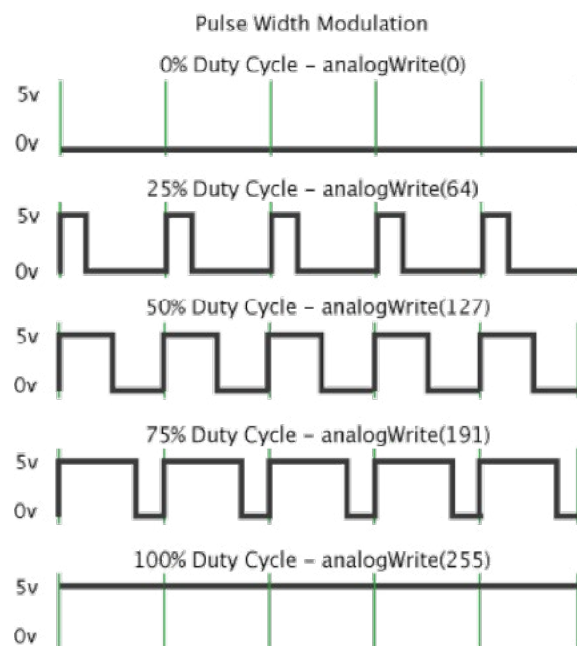 Pulse Width Modulation
0% Duty Cycle – analogWrite(0)
5v
0v
25% Duty Cycle – analogWrite(64)
5v
0v
50% Duty Cycle – analogWrite(127)
5v
0v
75% Duty Cycle – analogWrite(191)
5v
0v
100% Duty Cycle – analogWrite(255)
5v
0v